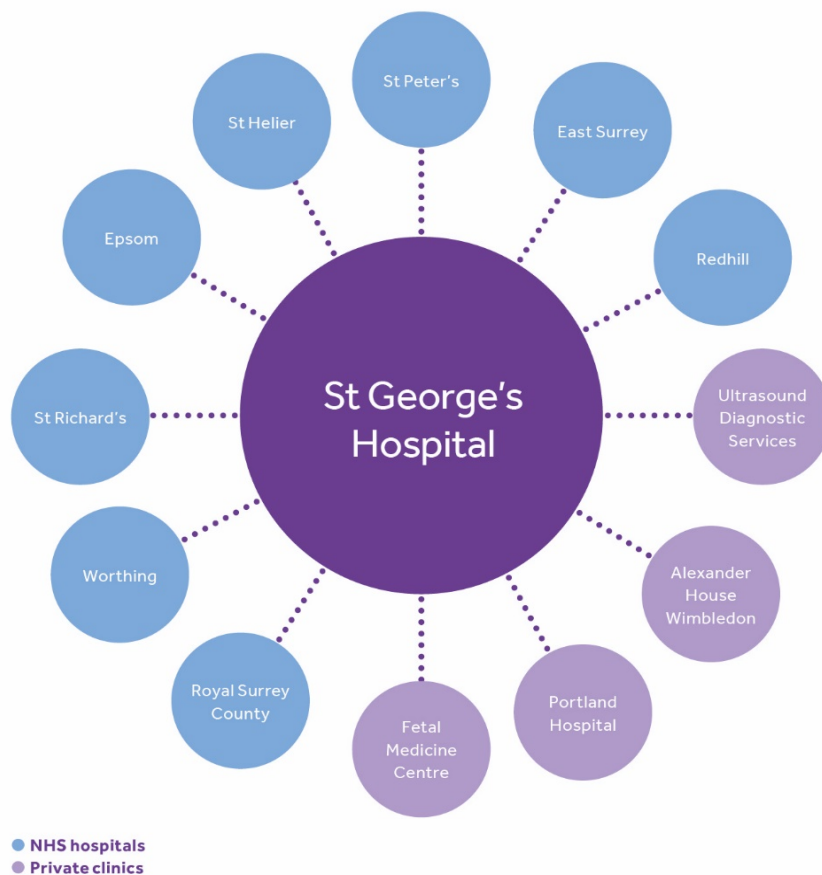 St Peter's
St Helier
East Surrey
Epsom
Redhill
St George's
Hospital
St Richard's
Ultrasound
Diagnostic
Services
Worthing
Alexander
House
Wimbledon
Royal Surrey
County
Fetal
Medicine
Centre
Portland
Hospital
NHS hospitals
Private clinics